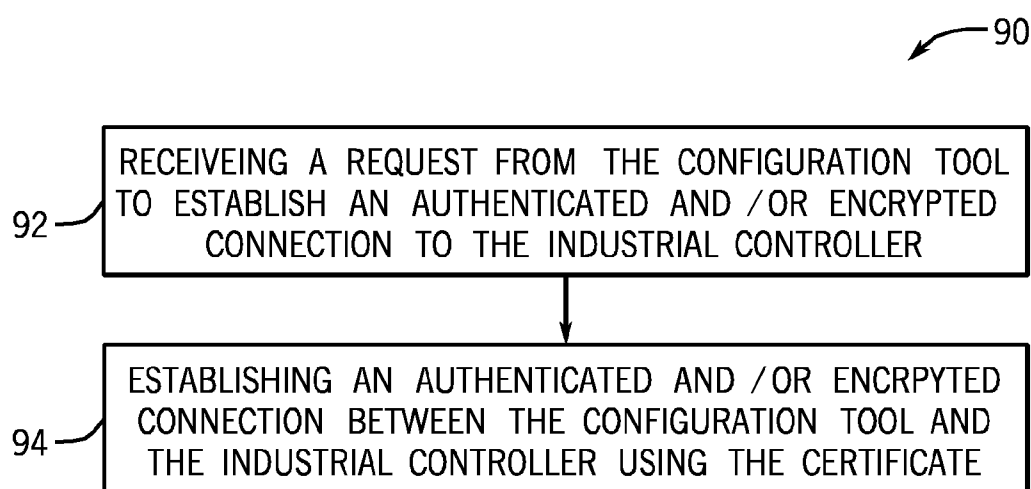 90
92
RECEIVEING A REQUEST FROM THE CONFIGURATION TOOL
TO ESTABLISH AN AUTHENTICATED AND /OR ENCRYPTED
CONNECTION TO THE INDUSTRIAL CONTROLLER
94
ESTABLISHING AN AUTHENTICATED AND /OR ENCRPYTED
CONNECTION BETWEEN THE CONFIGURATION TOOL AND
THE INDUSTRIAL CONTROLLER USING THE CERTIFICATE